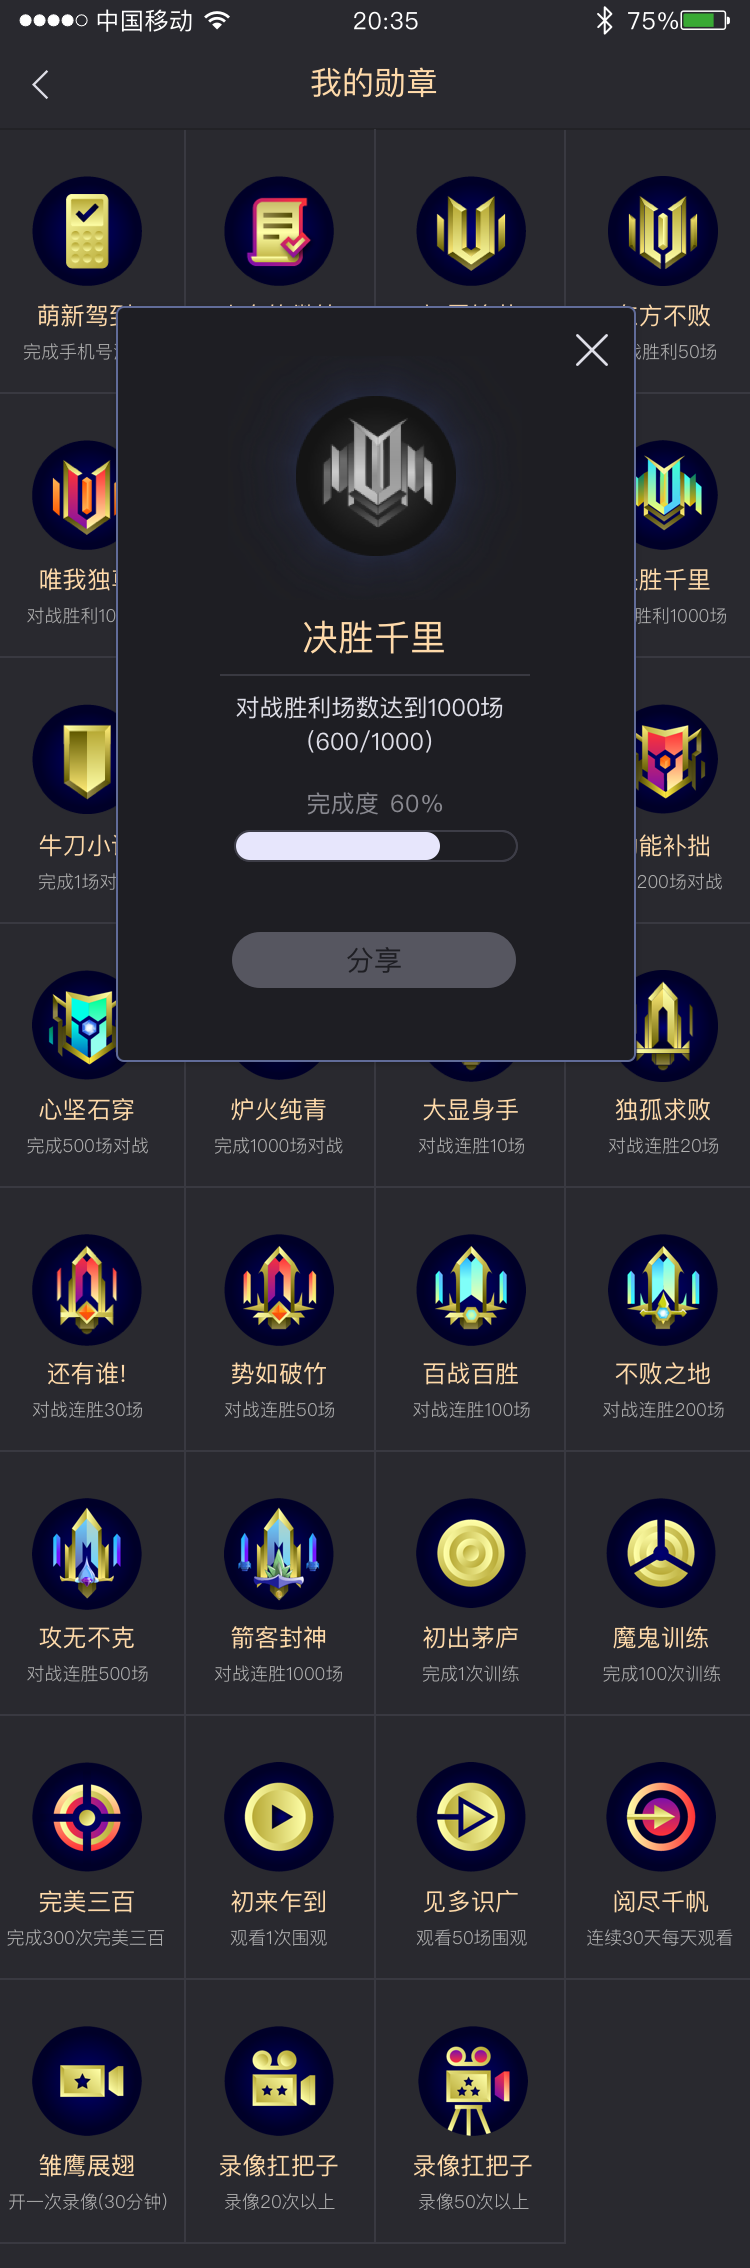 中国移动
20:35
75%
我的勋章
萌新驾到
完成手机号
东方不败
胜利50场
唯我独尊
对战胜利10
决胜千里
胜利1000场
牛刀小试
完成1场对
能补拙
200场对战
决胜千里
对战胜利场数达到1000场
(600/1000)
完成度 60%
分享
心坚石穿
炉火纯青
大显身手
独孤求败
完成500场对战
完成1000场对战
对战连胜10场
对战连胜20场
还有谁!
势如破竹
百战百胜
不败之地
对战连胜30场
对战连胜50场
对战连胜100场
对战连胜200场
攻无不克
箭客封神
初出茅庐
魔鬼训练
对战连胜500场
对战连胜1000场
完成1次训练
完成100次训练
完美三百
初来乍到
见多识广
阅尽千帆
完成300次完美三百
观看1次围观
观看50场围观
连续30天每天观看
雏鹰展翅
录像扛把子
录像扛把子
开一次录像(30分钟)
录像20次以上
录像50次以上